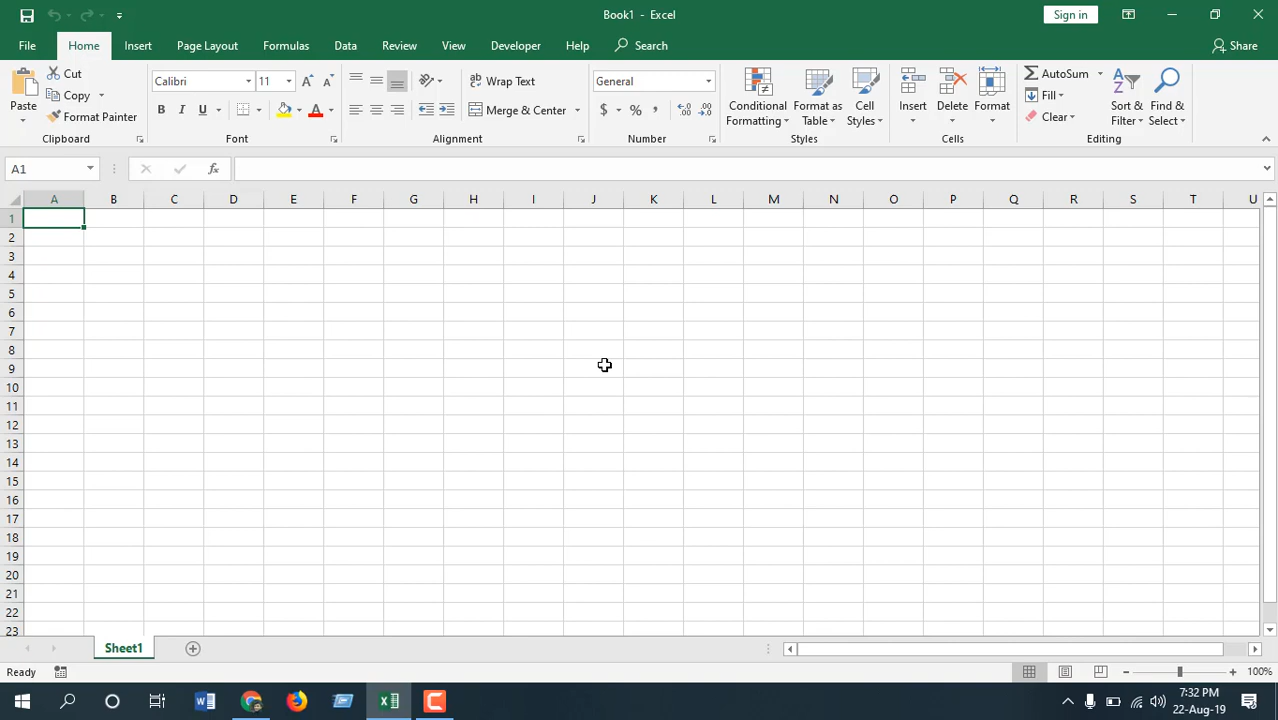 Book1 - Excel
Sign in
File Home Insert Page Layout Formulas Data Review View Developer Help Search Share
Cut
Copy
Format Painter
Paste
Clipboard
Calibri 11
B I U
Font
Wrap Text
Merge & Center
Alignment
General
$ % ,
Number
Conditional Formatting
Format as Table
Cell Styles
Styles
Insert Delete Format
Cells
AutoSum
Fill
Clear
Sort & Filter
Find & Select
Editing
A1 fx
A B C D E F G H I J K L M N O P Q R S T U
1
2
3
4
5
6
7
8
9
10
11
12
13
14
15
16
17
18
19
20
21
22
23
Sheet1
Ready 100%
7:32 PM
22-Aug-19